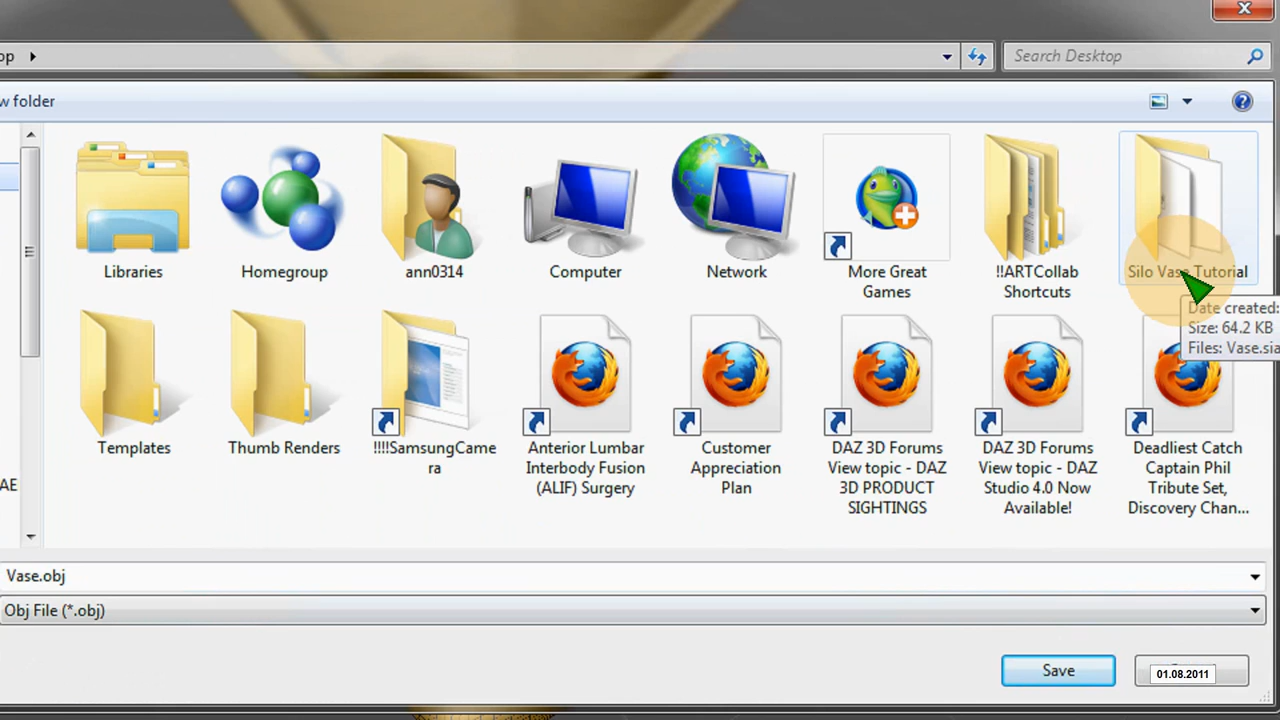 op
Search Desktop
w folder
Libraries
Homegroup
ann0314
Computer
Network
More Great
Games
!!ARTCollab
Shortcuts
Silo Vase Tutorial
Date created:
Size: 64.2 KB
Files: Vase.sia
Templates
Thumb Renders
!!!!SamsungCame
ra
Anterior Lumbar
Interbody Fusion
(ALIF) Surgery
Customer
Appreciation
Plan
DAZ 3D Forums
View topic - DAZ
3D PRODUCT
SIGHTINGS
DAZ 3D Forums
View topic - DAZ
Studio 4.0 Now
Available!
Deadliest Catch
Captain Phil
Tribute Set,
Discovery Chan...
AE
Vase.obj
Obj File (*.obj)
Save
01.08.2011